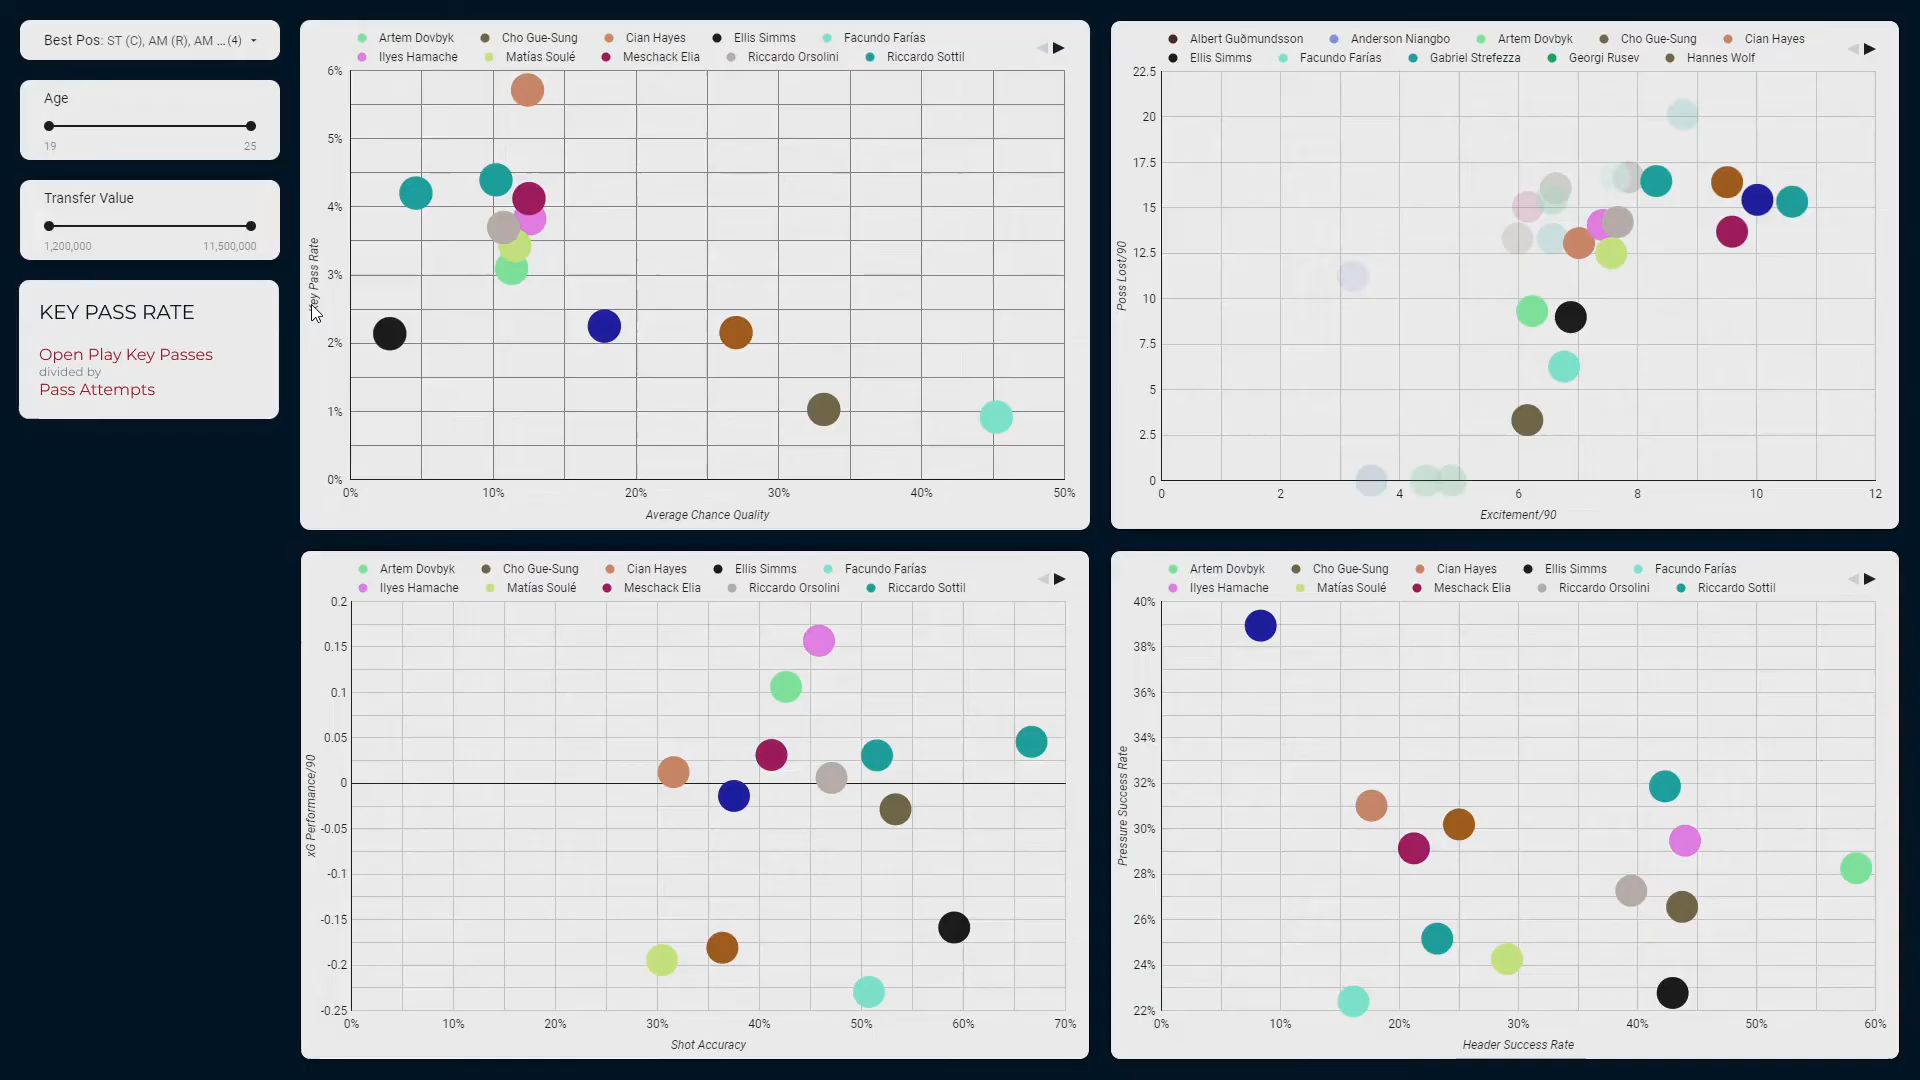 Best Pos: ST (C), AM (R), AM ... (4)
Age
19 25
Transfer Value
1,200,000 11,500,000
KEY PASS RATE
Open Play Key Passes
divided by
Pass Attempts
Artem Dovbyk Cho Gue-Sung Cian Hayes Ellis Simms Facundo Farías
Ilyes Hamache Matías Soulé Meschack Elia Riccardo Orsolini Riccardo Sottil
6%
5%
4%
3%
2%
1%
0%
Key Pass Rate
0% 10% 20% 30% 40% 50%
Average Chance Quality
Albert Guðmundsson Anderson Niangbo Artem Dovbyk Cho Gue-Sung Cian Hayes
Ellis Simms Facundo Farías Gabriel Strefezza Georgi Rusev Hannes Wolf
22.5
20
17.5
15
12.5
10
7.5
5
2.5
0
Poss Lost/90
0 2 4 6 8 10 12
Excitement/90
Artem Dovbyk Cho Gue-Sung Cian Hayes Ellis Simms Facundo Farías
Ilyes Hamache Matías Soulé Meschack Elia Riccardo Orsolini Riccardo Sottil
0.2
0.15
0.1
0.05
0
-0.05
-0.1
-0.15
-0.2
-0.25
xG Performance/90
0% 10% 20% 30% 40% 50% 60% 70%
Shot Accuracy
Artem Dovbyk Cho Gue-Sung Cian Hayes Ellis Simms Facundo Farías
Ilyes Hamache Matías Soulé Meschack Elia Riccardo Orsolini Riccardo Sottil
40%
38%
36%
34%
32%
30%
28%
26%
24%
22%
Pressure Success Rate
0% 10% 20% 30% 40% 50% 60%
Header Success Rate